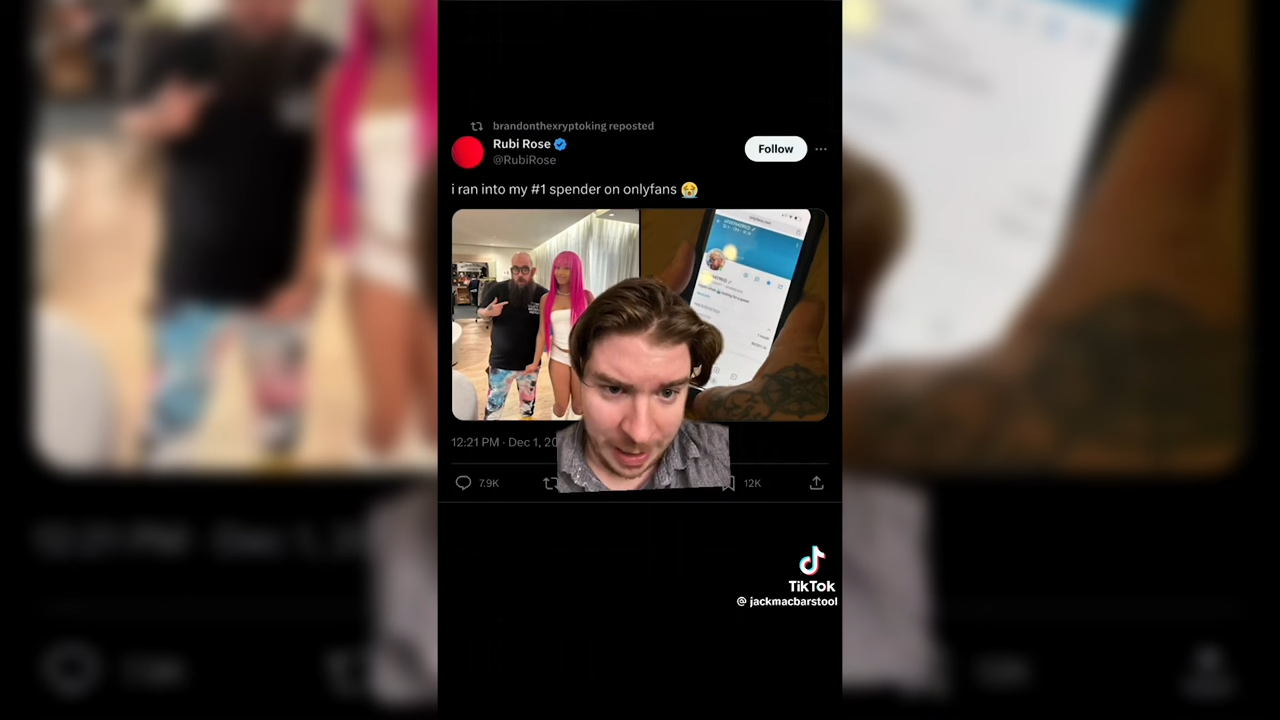 brandonthexryptoking reposted
Rubi Rose
@RubiRose
Follow
i ran into my #1 spender on onlyfans 😭
12:21 PM · Dec 1, 20
7.9K
12K
TikTok
@ jackmacbarstool